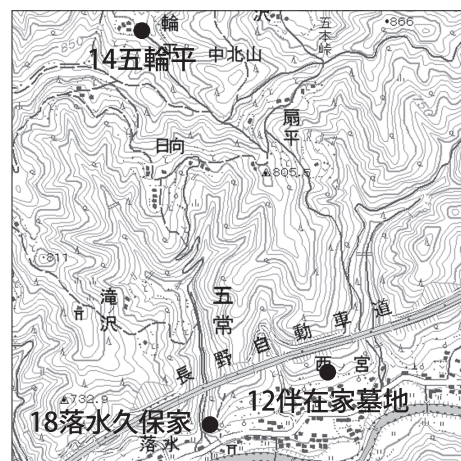 輪
沢
五本峠
・866
14五輪平
中北山
扇平
日向
▲805.5
・811
滝沢
五常
長野自動車道
西宮
12伴在家墓地
▲732.9
18落水久保家
落水